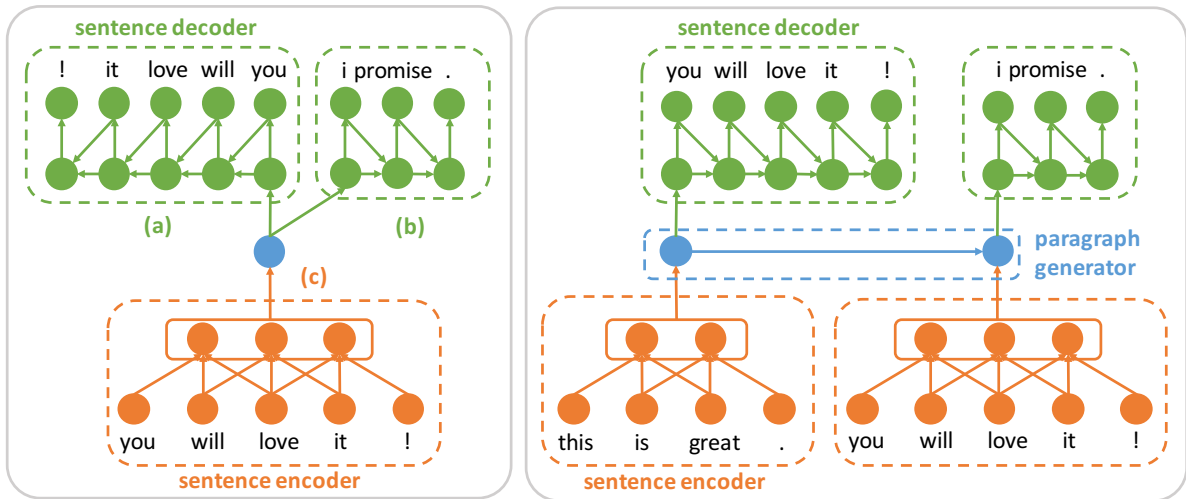 sentence decoder
! it love will you
i promise .
(a)
(b)
(c)
you will love it !
sentence encoder
sentence decoder
you will love it !
i promise .
paragraph
generator
this is great .
you will love it !
sentence encoder